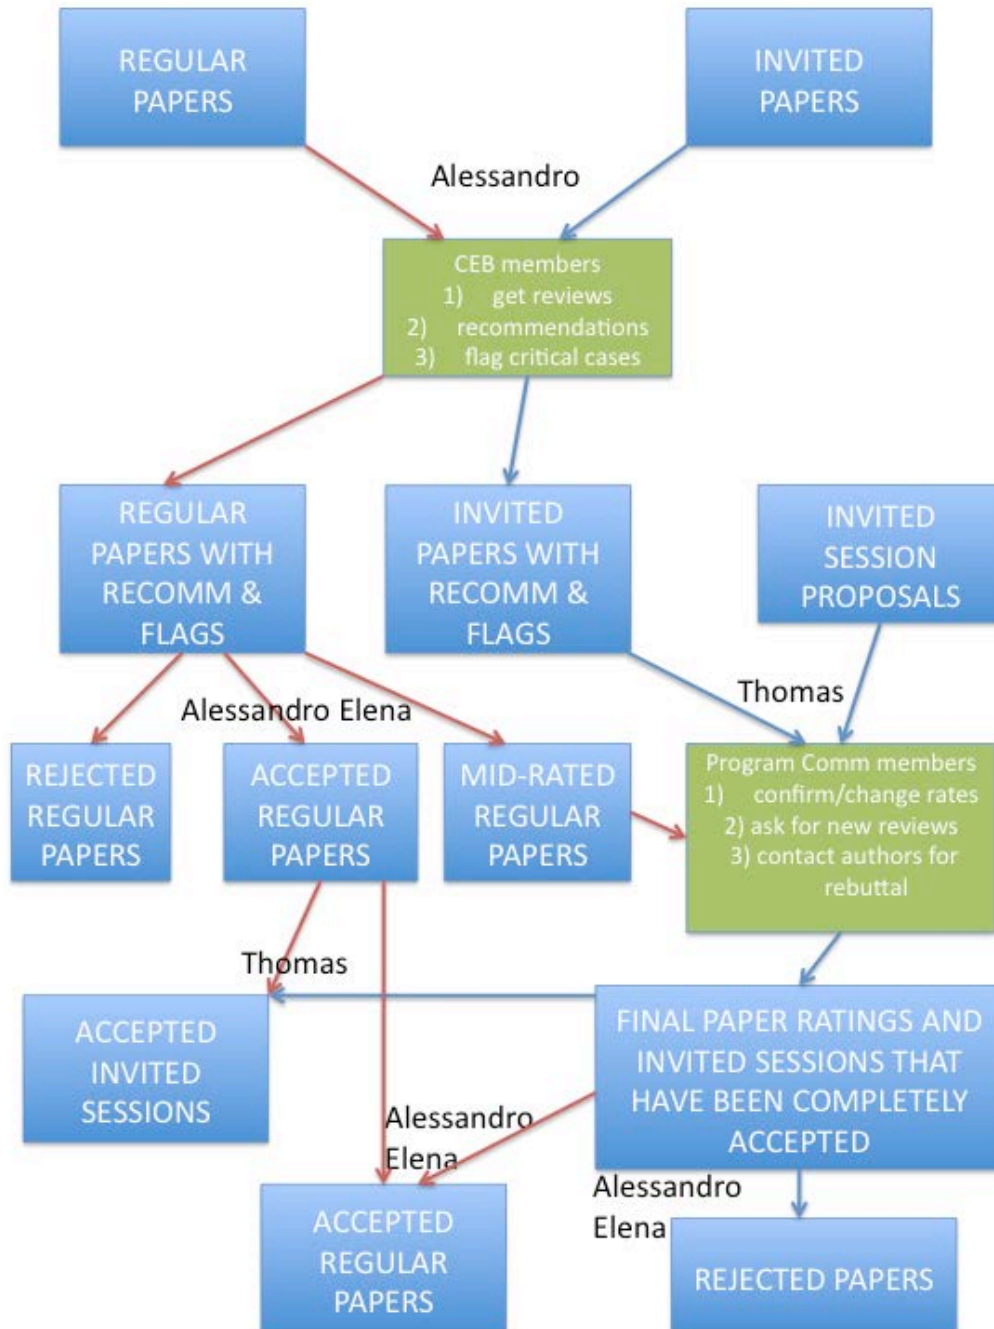 REGULAR
PAPERS
INVITED
PAPERS
Alessandro
CEB members
1) get reviews
2) recommendations
3) flag critical cases
REGULAR
PAPERS WITH
RECOMM &
FLAGS
INVITED
PAPERS WITH
RECOMM &
FLAGS
INVITED
SESSION
PROPOSALS
Thomas
Alessandro Elena
REJECTED
REGULAR
PAPERS
ACCEPTED
REGULAR
PAPERS
MID-RATED
REGULAR
PAPERS
Program Comm members
1) confirm/change rates
2) ask for new reviews
3) contact authors for
rebuttal
Thomas
ACCEPTED
INVITED
SESSIONS
FINAL PAPER RATINGS AND
INVITED SESSIONS THAT
HAVE BEEN COMPLETELY
ACCEPTED
Alessandro
Elena
Alessandro
Elena
ACCEPTED
REGULAR
PAPERS
REJECTED PAPERS